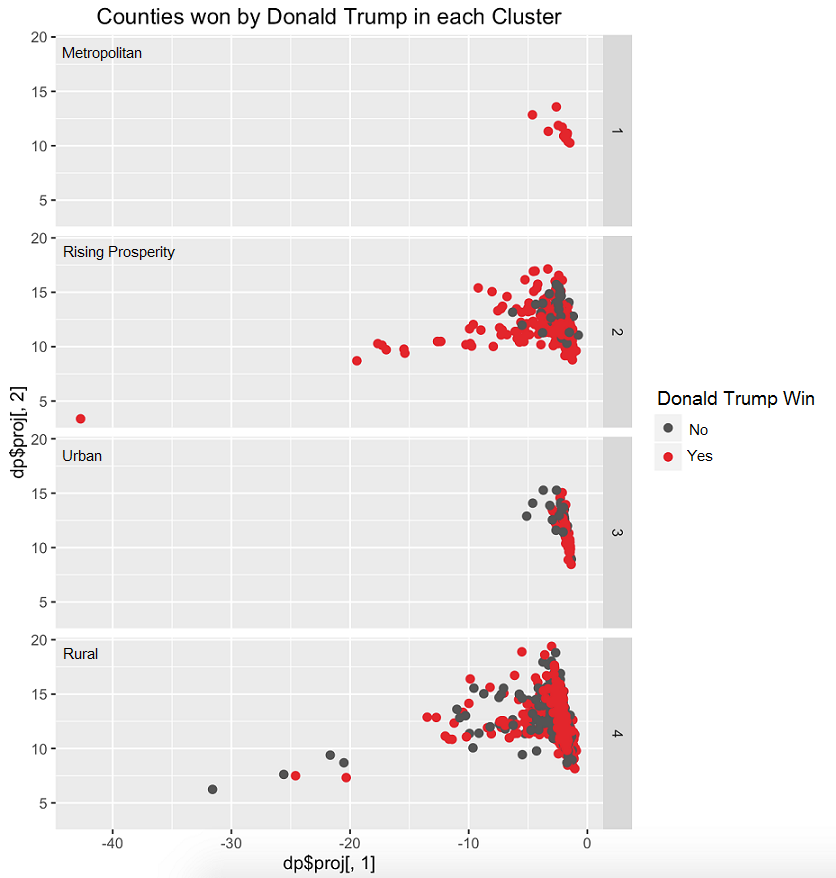 Counties won by Donald Trump in each Cluster
20
Metropolitan
15
10
5
1
20
Rising Prosperity
15
10
5
2
dp$proj[, 2]
20
Urban
15
10
5
3
20
Rural
15
10
5
4
-40 -30 -20 -10 0
dp$proj[, 1]
Donald Trump Win
No
Yes